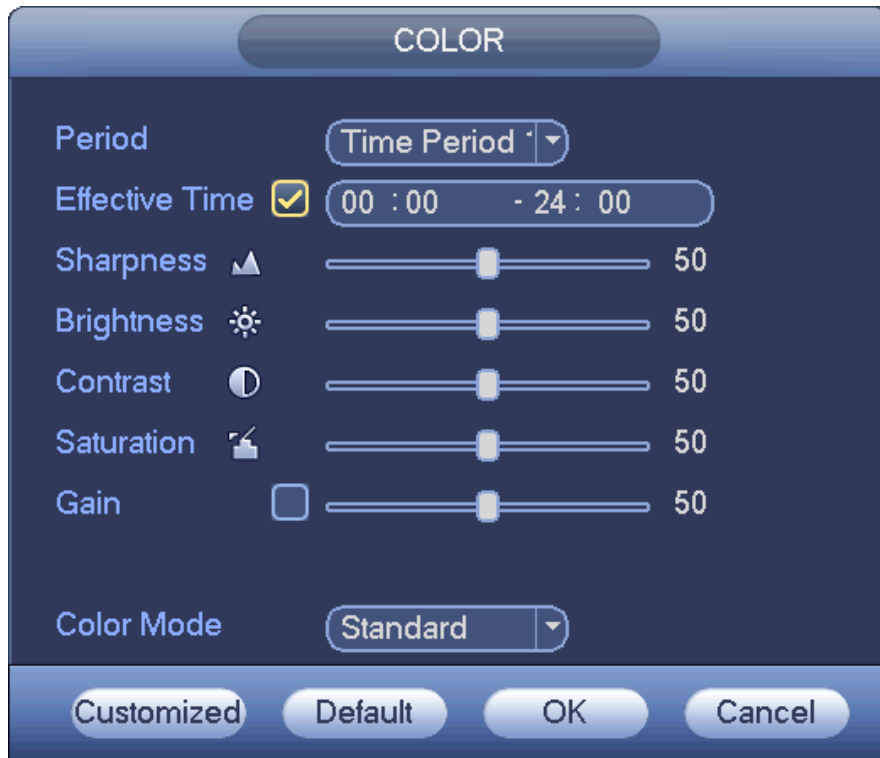 COLOR
Period Time Period
Effective Time 00 :00 - 24 : 00
Sharpness 50
Brightness 50
Contrast 50
Saturation 50
Gain 50
Color Mode Standard
Customized Default OK Cancel